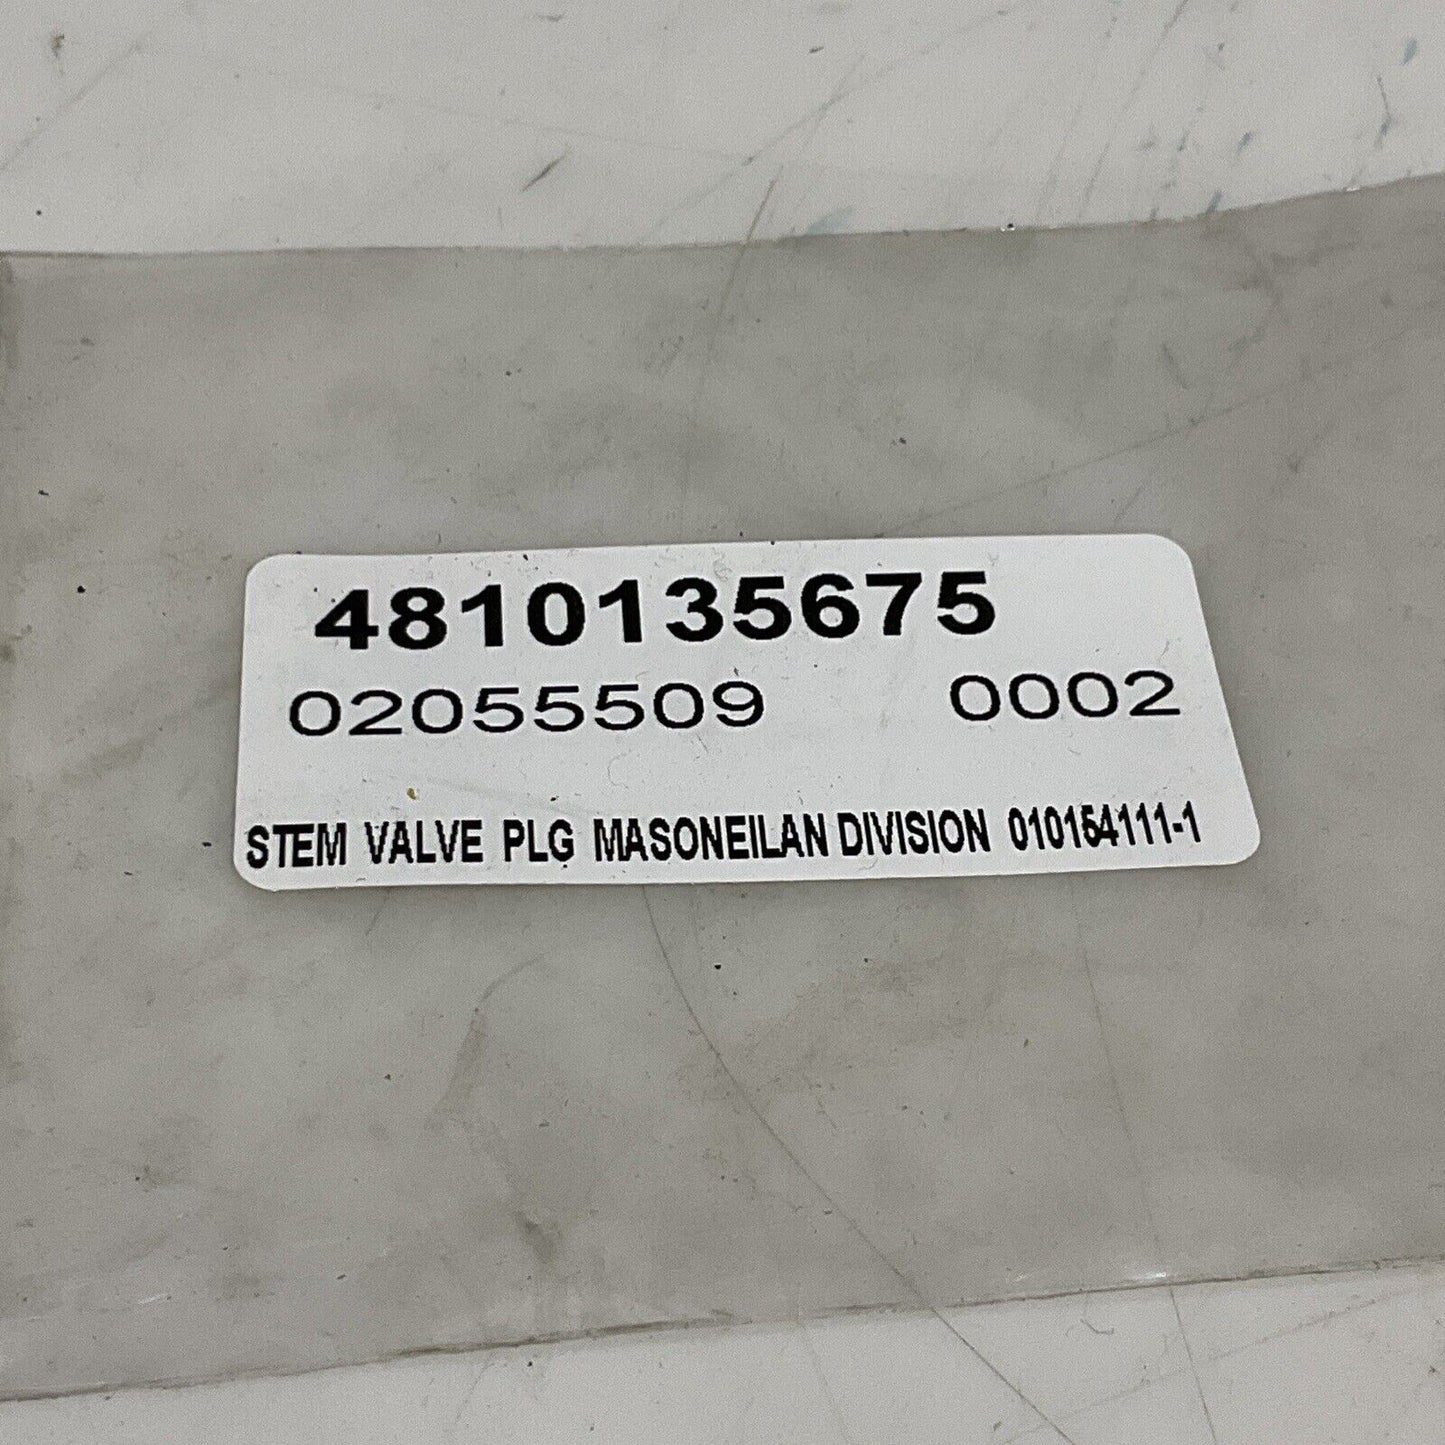 4810135675
02055509 0002
STEM VALVE PLG MASONEILAN DIVISION 010154111-1